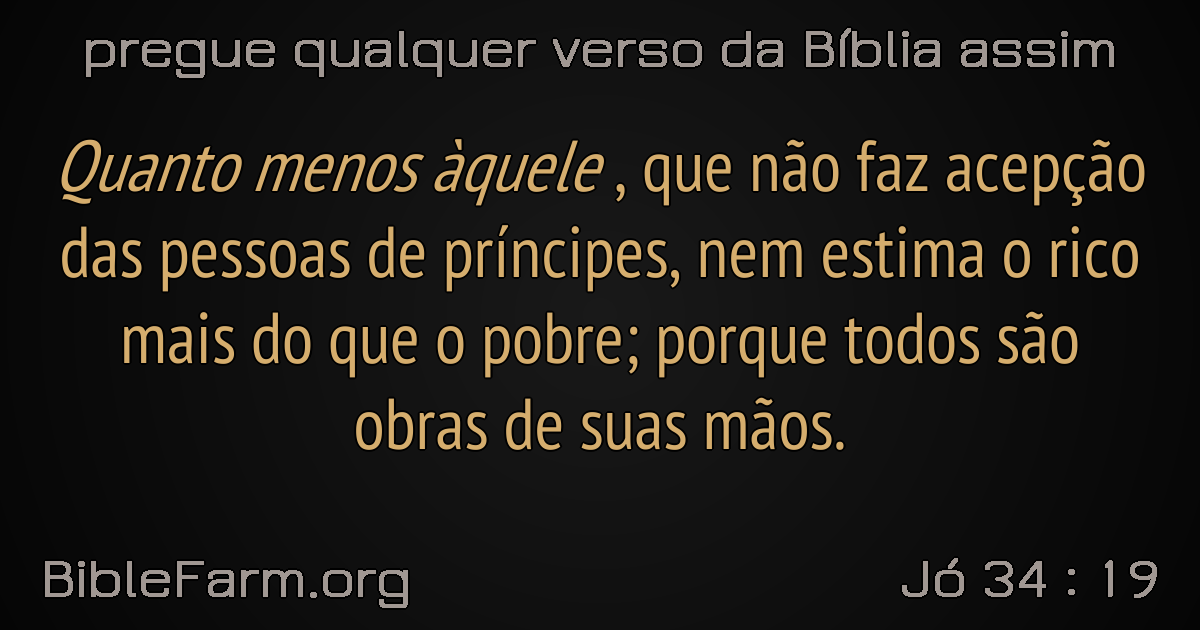 pregue qualquer verso da Bíblia assim
Quanto menos àquele , que não faz acepção
das pessoas de príncipes, nem estima o rico
mais do que o pobre; porque todos são
obras de suas mãos.
BibleFarm.org
Jó 34 : 19